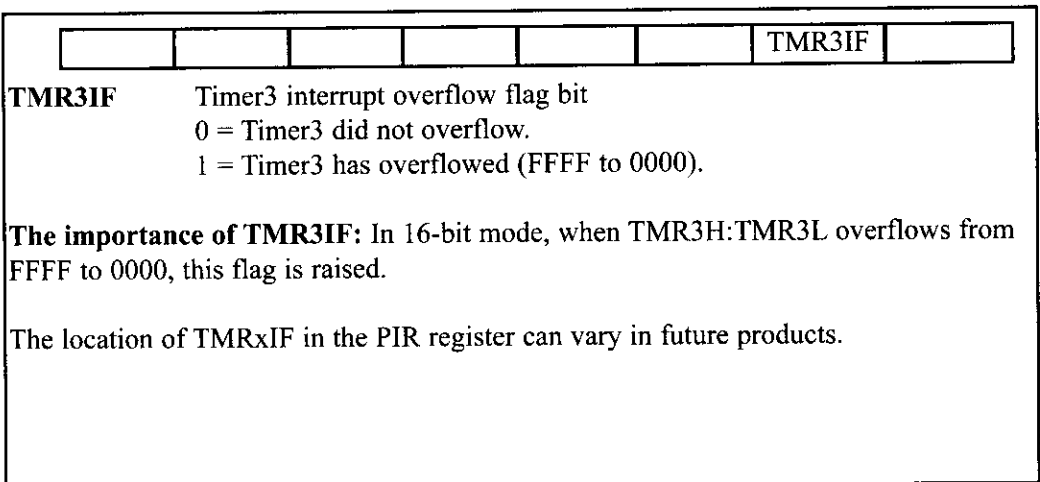 TMR3IF
TMR3IF Timer3 interrupt overflow flag bit
0 = Timer3 did not overflow.
1 = Timer3 has overflowed (FFFF to 0000).
The importance of TMR3IF: In 16-bit mode, when TMR3H:TMR3L overflows from
FFFF to 0000, this flag is raised.
The location of TMRxIF in the PIR register can vary in future products.